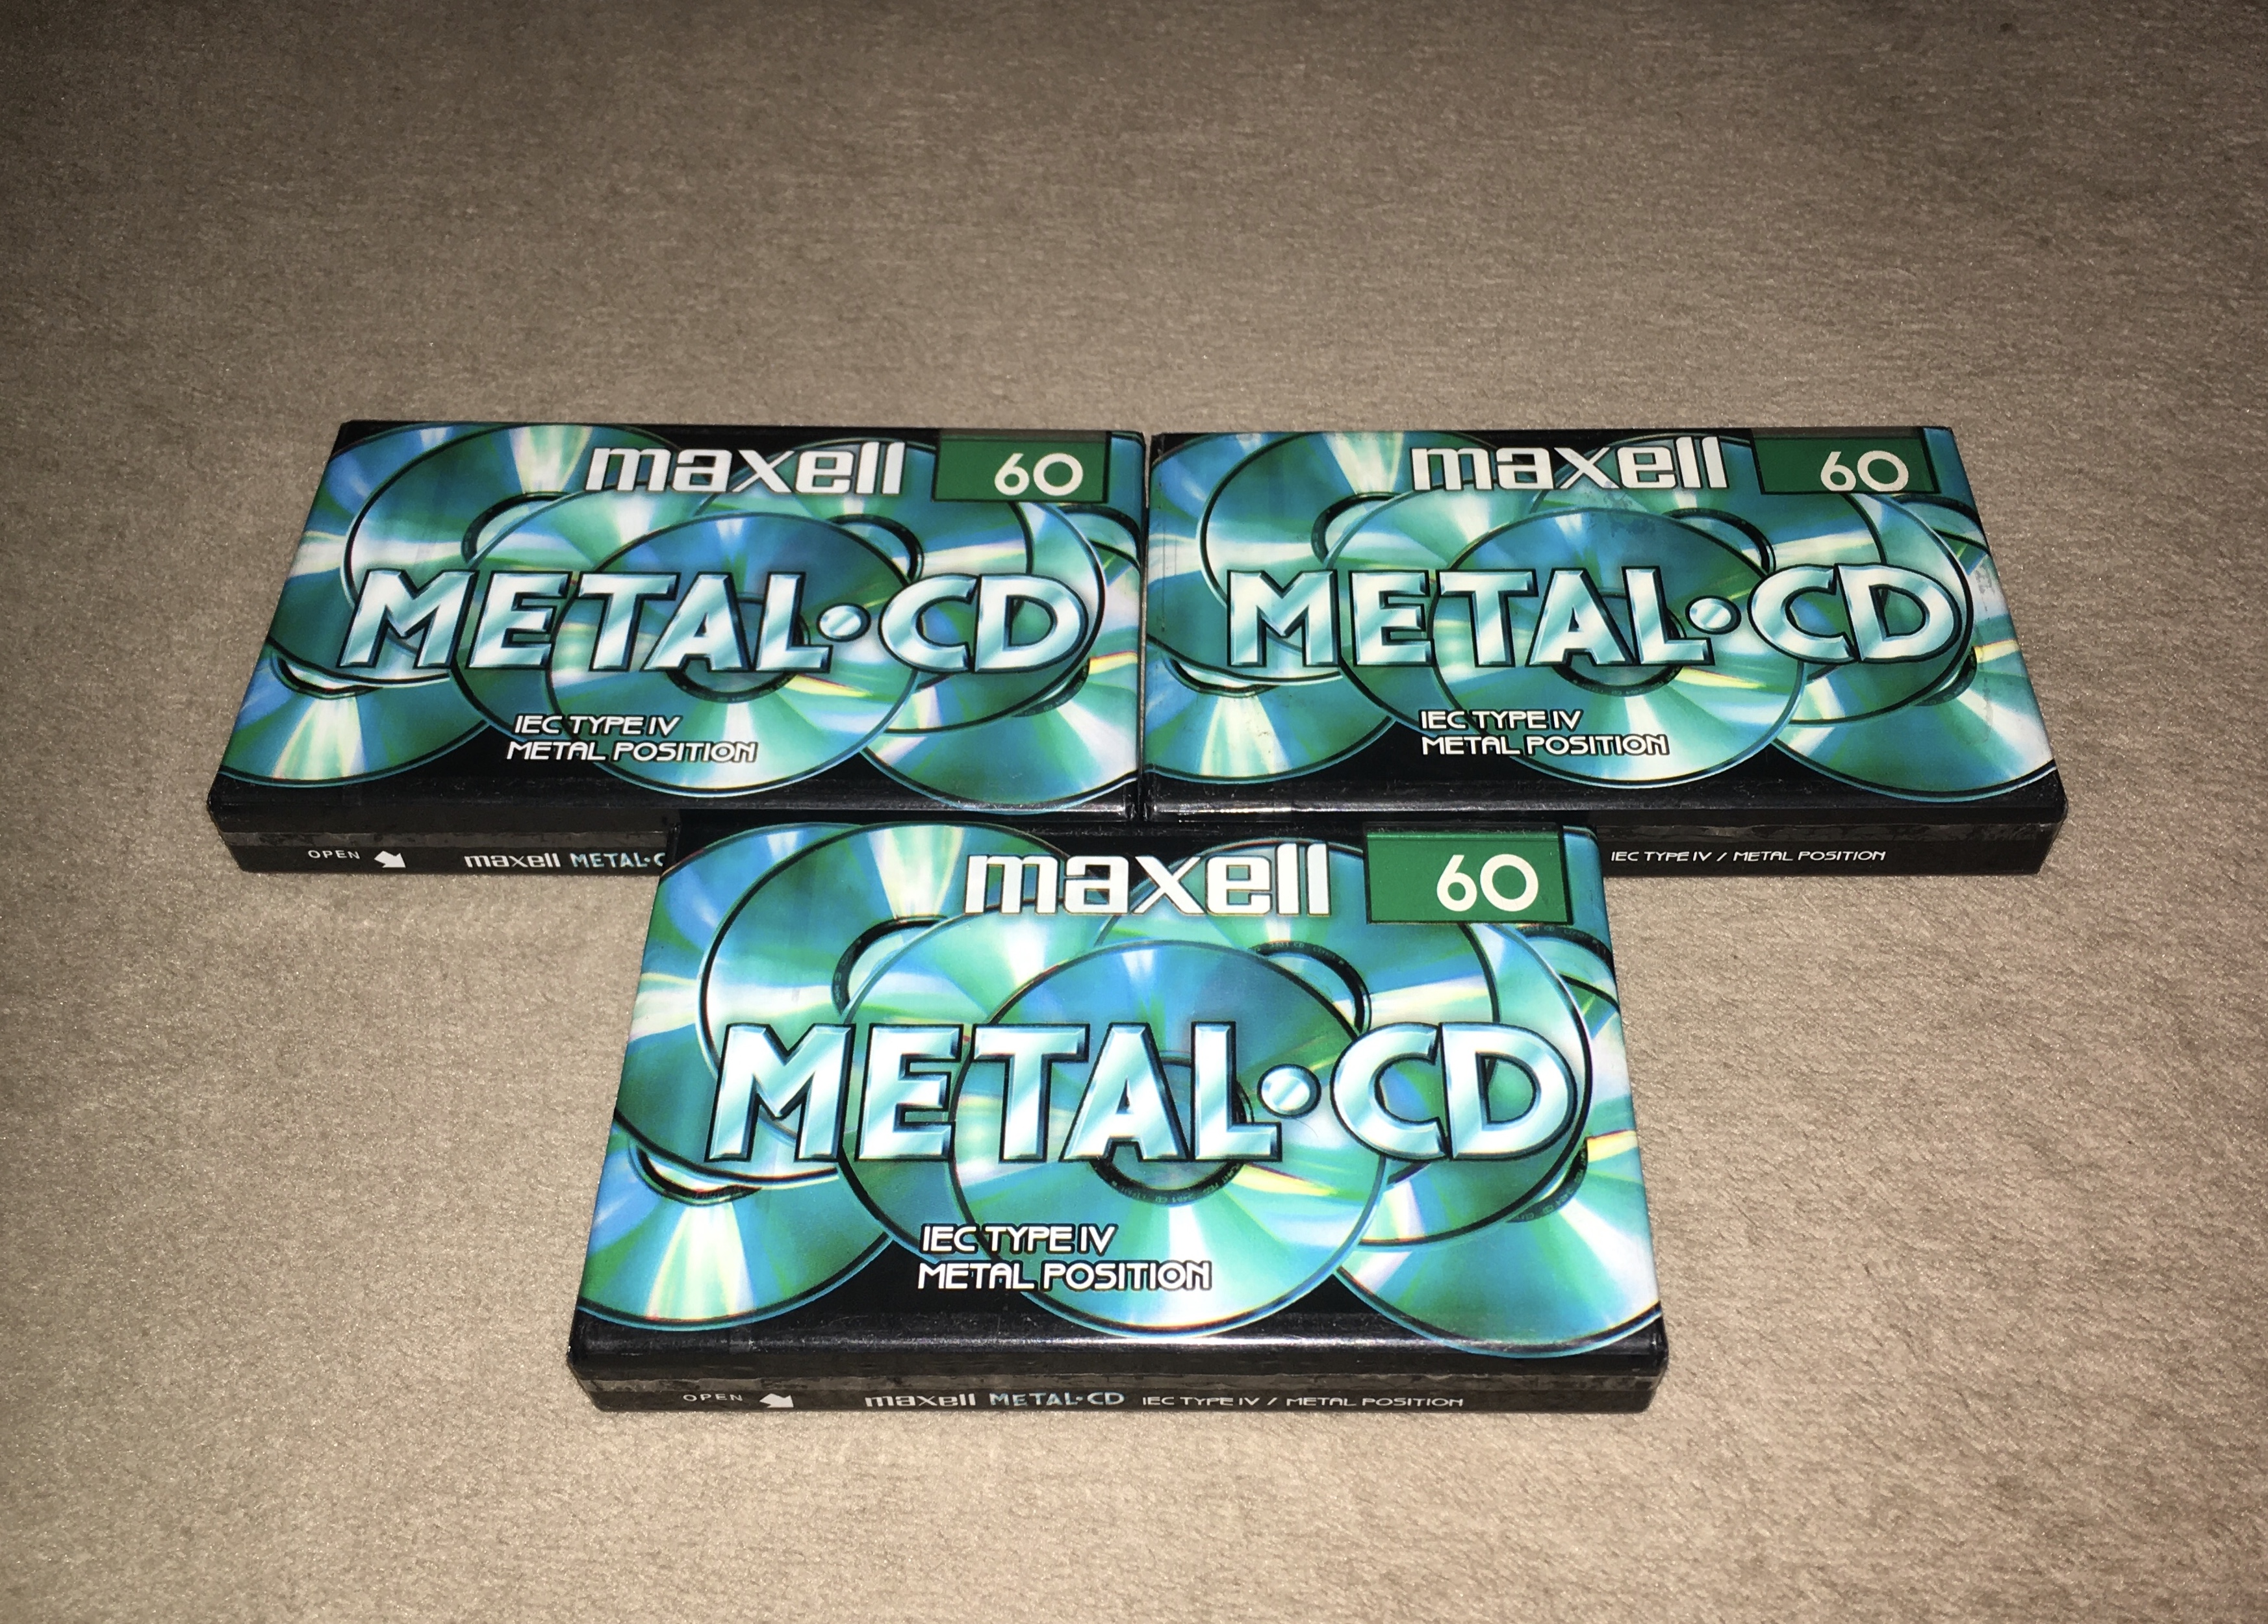 maxell 60
METAL•CD
IEC TYPE IV
METAL POSITION
OPEN maxell METAL•C
maxell 60
METAL•CD
IEC TYPE IV
METAL POSITION
IEC TYPE IV / METAL POSITION
maxell 60
METAL•CD
IEC TYPE IV
METAL POSITION
OPEN maxell METAL•CD IEC TYPE IV / METAL POSITION